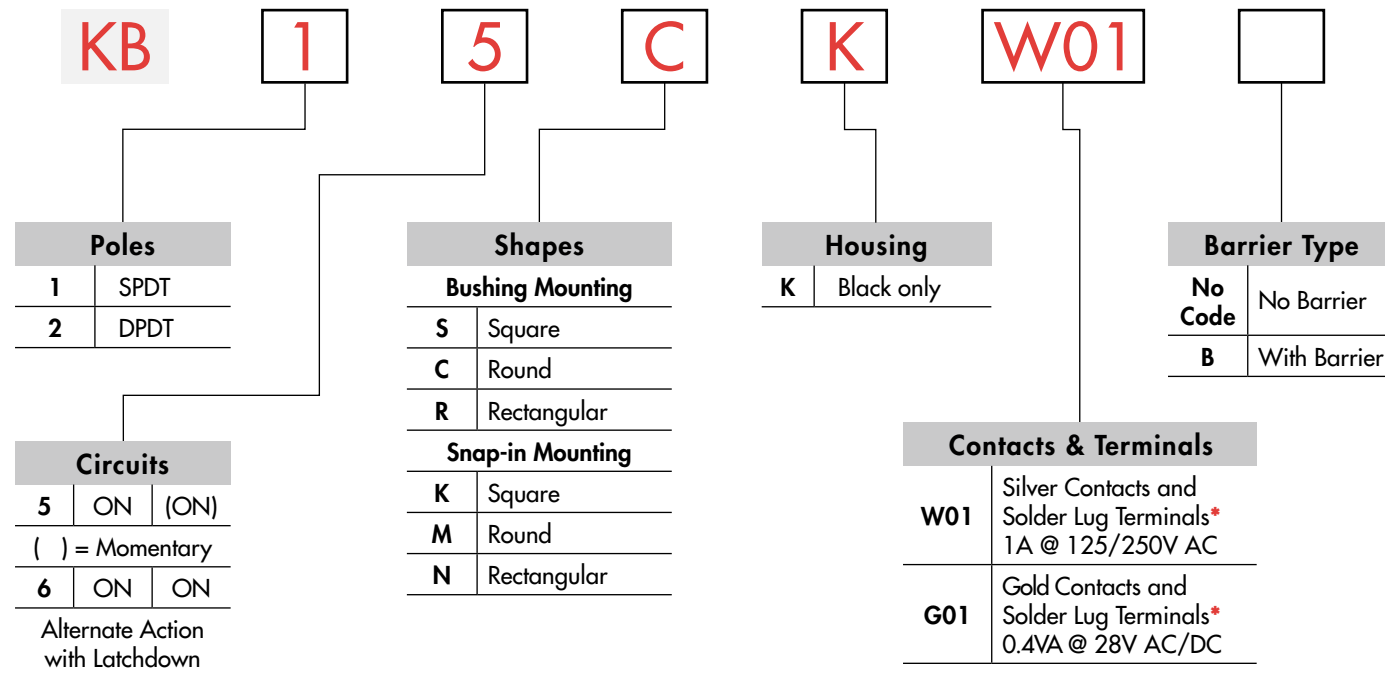 KB 1 5 C K W01
Poles
1 SPDT
2 DPDT
Circuits
5 ON (ON)
( ) = Momentary
6 ON ON
Alternate Action
with Latchdown
Shapes
Bushing Mounting
S Square
C Round
R Rectangular
Snap-in Mounting
K Square
M Round
N Rectangular
Housing
K Black only
Contacts & Terminals
W01 Silver Contacts and
Solder Lug Terminals*
1A @ 125/250V AC
G01 Gold Contacts and
Solder Lug Terminals*
0.4VA @ 28V AC/DC
Barrier Type
No
Code No Barrier
B With Barrier